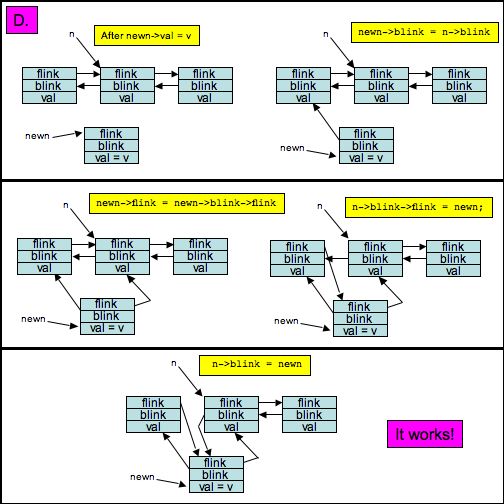 D.
n
After newn->val = v
flink flink flink
blink blink blink
val val val
newn
flink
blink
val = v
n
newn->blink = n->blink
flink flink flink
blink blink blink
val val val
newn
flink
blink
val = v
n
newn->flink = newn->blink->flink
flink flink flink
blink blink blink
val val val
newn
flink
blink
val = v
n
n->blink->flink = newn;
flink flink flink
blink blink blink
val val val
newn
flink
blink
val = v
n
n->blink = newn
flink flink flink
blink blink blink
val val val
newn
flink
blink
val = v
It works!